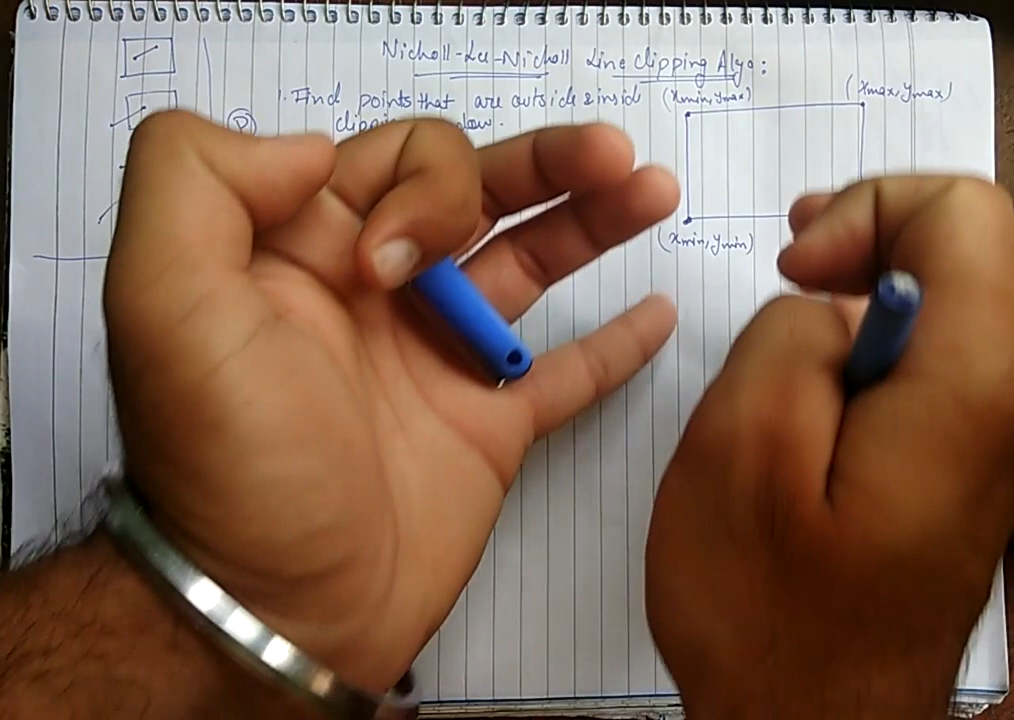 Nicholl-Lee-Nicholl Line Clipping Algo:
1. Find points that are outside & inside
(xmin, ymax)
(xmax, ymax)
(xmin, ymin)